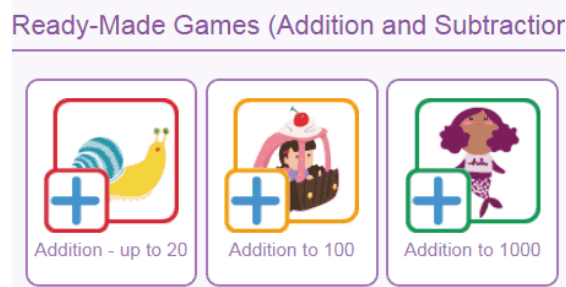 Ready-Made Games (Addition and Subtraction
Addition - up to 20
Addition to 100
Addition to 1000